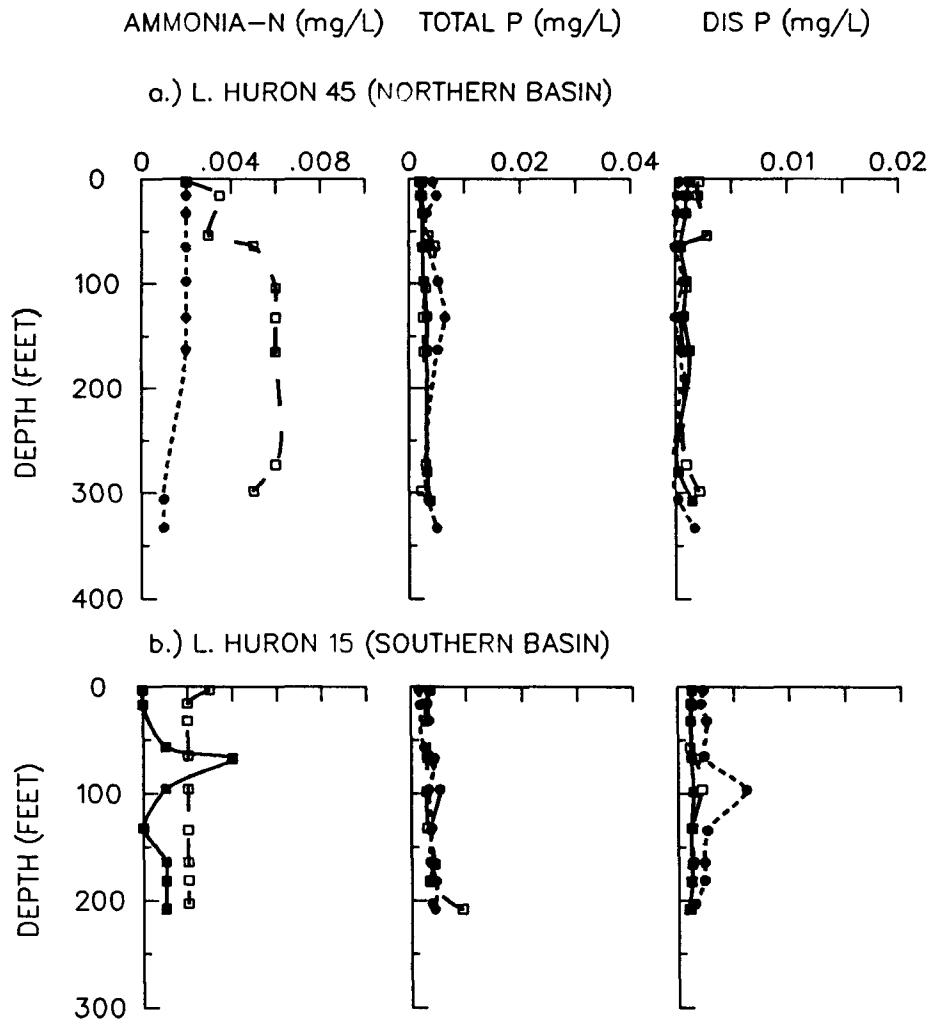 AMMONIA-N (mg/L) TOTAL P (mg/L) DIS P (mg/L)
a.) L. HURON 45 (NORTHERN BASIN)
0 .004 .008 0 0.02 0.04 0.01 0.02
0
100
200
300
400
DEPTH (FEET)
b.) L. HURON 15 (SOUTHERN BASIN)
0
100
200
300
DEPTH (FEET)